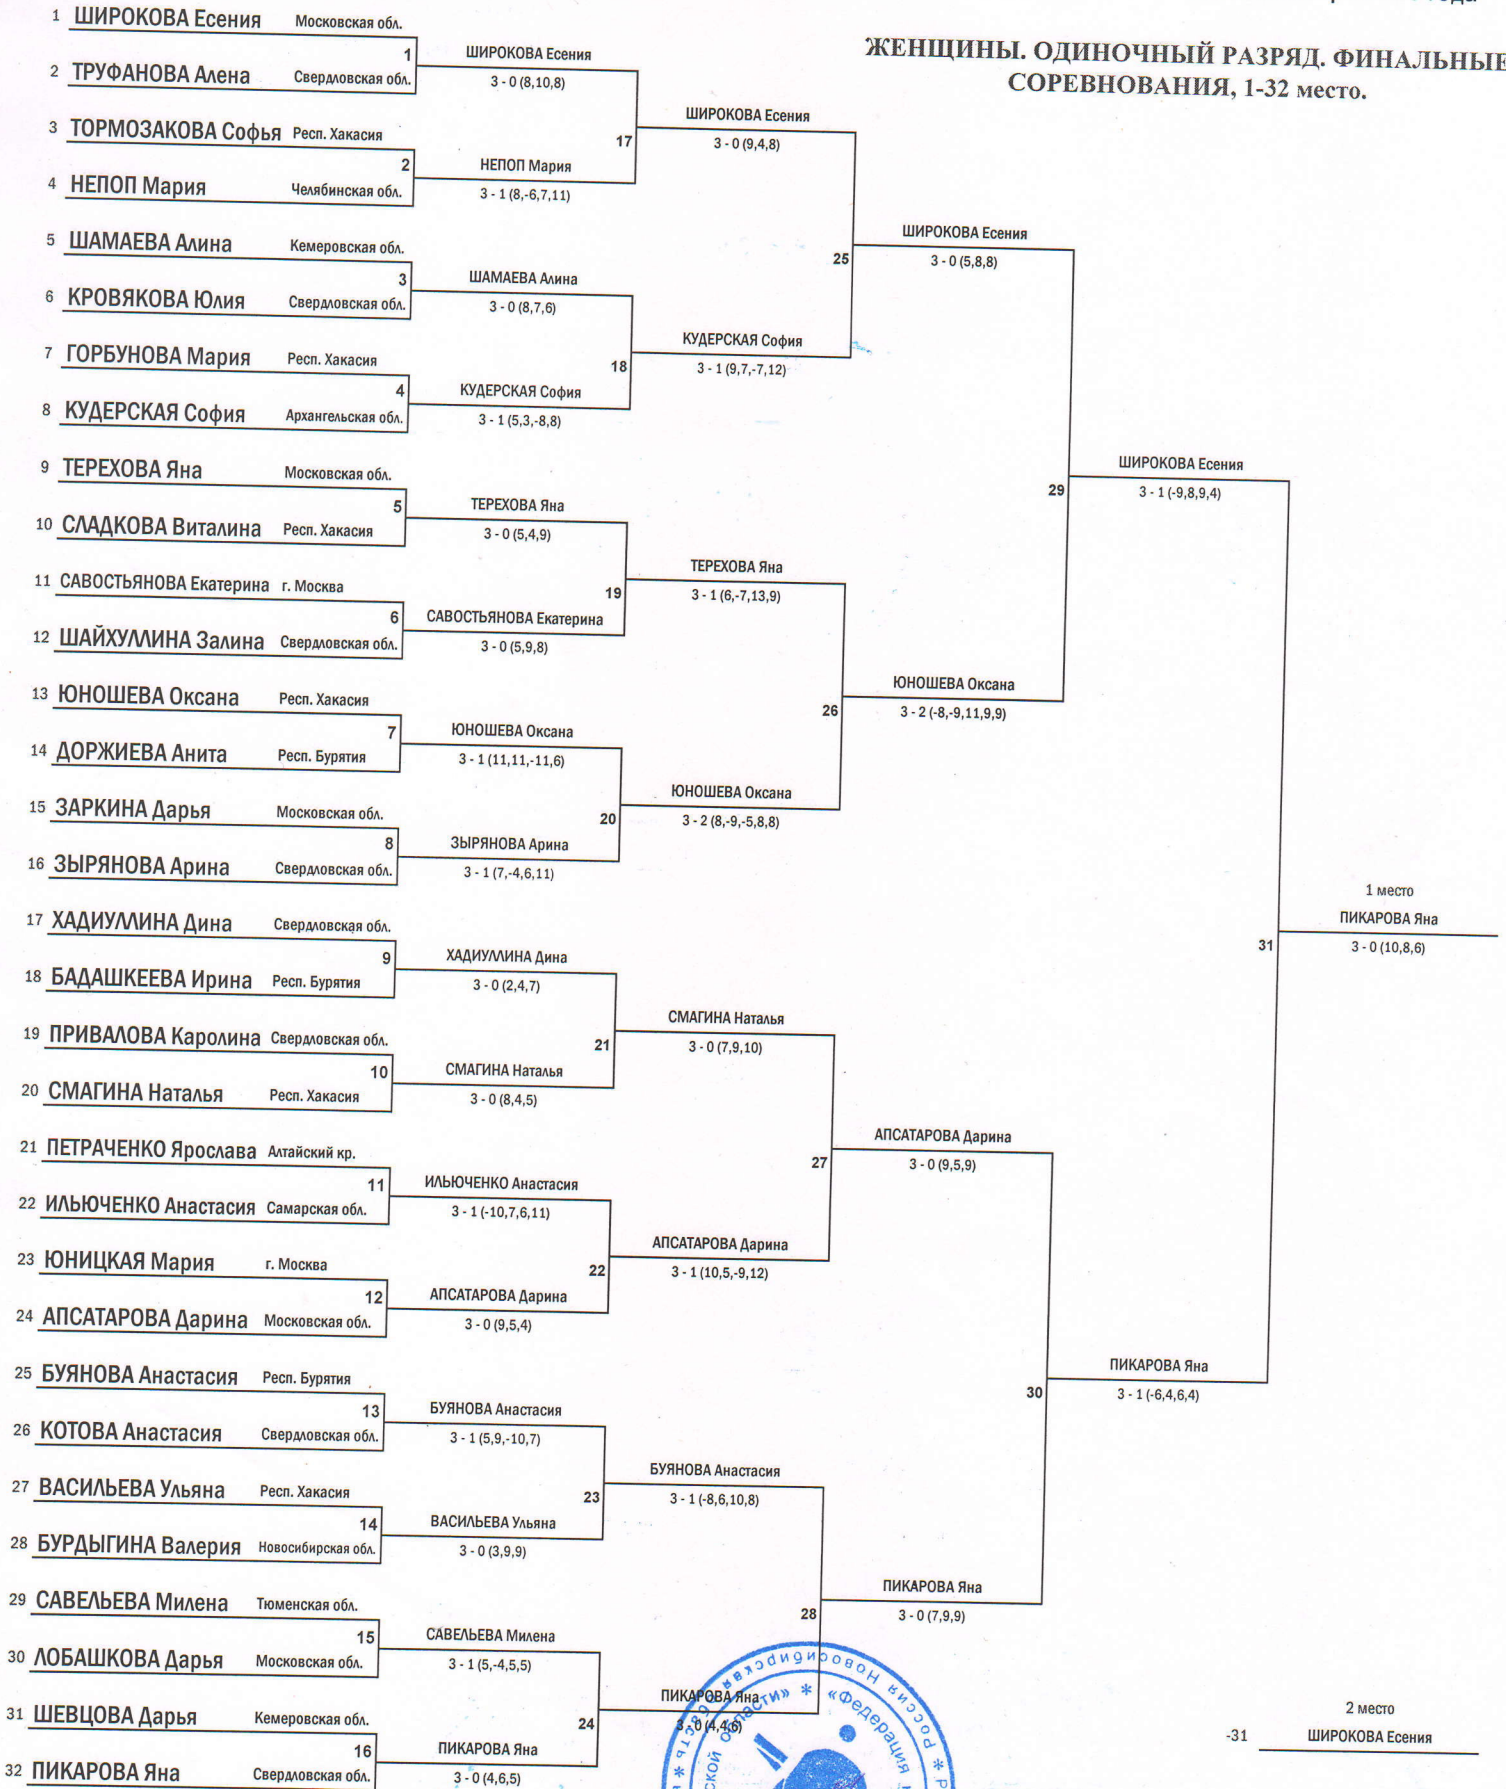 ЖЕНЩИНЫ. ОДИНОЧНЫЙ РАЗРЯД. ФИНАЛЬНЫЕ
СОРЕВНОВАНИЯ, 1-32 место.
1 ШИРОКОВА Есения Московская обл.
1
2 ТРУФАНОВА Алена Свердловская обл.
3 ТОРМОЗАКОВА Софья Респ. Хакасия
2
4 НЕПОП Мария Челябинская обл.
5 ШАМАЕВА Алина Кемеровская обл.
3
6 КРОВЯКОВА Юлия Свердловская обл.
7 ГОРБУНОВА Мария Респ. Хакасия
4
8 КУДЕРСКАЯ София Архангельская обл.
9 ТЕРЕХОВА Яна Московская обл.
5
10 СЛАДКОВА Виталина Респ. Хакасия
11 САВОСТЬЯНОВА Екатерина г. Москва
6
12 ШАЙХУЛЛИНА Залина Свердловская обл.
13 ЮНОШЕВА Оксана Респ. Хакасия
7
14 ДОРЖИЕВА Анита Респ. Бурятия
15 ЗАРКИНА Дарья Московская обл.
8
16 ЗЫРЯНОВА Арина Свердловская обл.
17 ХАДИУЛЛИНА Дина Свердловская обл.
9
18 БАДАШКЕЕВА Ирина Респ. Бурятия
19 ПРИВАЛОВА Каролина Свердловская обл.
10
20 СМАГИНА Наталья Респ. Хакасия
21 ПЕТРАЧЕНКО Ярослава Алтайский кр.
11
22 ИЛЬЮЧЕНКО Анастасия Самарская обл.
23 ЮНИЦКАЯ Мария г. Москва
12
24 АПСАТАРОВА Дарина Московская обл.
25 БУЯНОВА Анастасия Респ. Бурятия
13
26 КОТОВА Анастасия Свердловская обл.
27 ВАСИЛЬЕВА Ульяна Респ. Хакасия
14
28 БУРДЫГИНА Валерия Новосибирская обл.
29 САВЕЛЬЕВА Милена Тюменская обл.
15
30 ЛОБАШКОВА Дарья Московская обл.
31 ШЕВЦОВА Дарья Кемеровская обл.
16
32 ПИКАРОВА Яна Свердловская обл.
ШИРОКОВА Есения
3 - 0 (8,10,8)
17
НЕПОП Мария
3 - 1 (8,-6,7,11)
ШАМАЕВА Алина
3 - 0 (8,7,6)
18
КУДЕРСКАЯ София
3 - 1 (5,3,-8,8)
ТЕРЕХОВА Яна
3 - 0 (5,4,9)
19
САВОСТЬЯНОВА Екатерина
3 - 0 (5,9,8)
ЮНОШЕВА Оксана
3 - 1 (11,11,-11,6)
20
ЗЫРЯНОВА Арина
3 - 1 (7,-4,6,11)
ХАДИУЛЛИНА Дина
3 - 0 (2,4,7)
21
СМАГИНА Наталья
3 - 0 (8,4,5)
ИЛЬЮЧЕНКО Анастасия
3 - 1 (-10,7,6,11)
22
АПСАТАРОВА Дарина
3 - 0 (9,5,4)
БУЯНОВА Анастасия
3 - 1 (5,9,-10,7)
23
ВАСИЛЬЕВА Ульяна
3 - 0 (3,9,9)
САВЕЛЬЕВА Милена
3 - 1 (5,-4,5,5)
24
ПИКАРОВА Яна
3 - 0 (4,6,5)
ШИРОКОВА Есения
3 - 0 (9,4,8)
25
КУДЕРСКАЯ София
3 - 1 (9,7,-7,12)
ТЕРЕХОВА Яна
3 - 1 (6,-7,13,9)
26
ЮНОШЕВА Оксана
3 - 2 (8,-9,-5,8,8)
СМАГИНА Наталья
3 - 0 (7,9,10)
27
АПСАТАРОВА Дарина
3 - 1 (10,5,-9,12)
БУЯНОВА Анастасия
3 - 1 (-8,6,10,8)
28
ПИКАРОВА Яна
3 - 0 (4,4,6)
ШИРОКОВА Есения
3 - 0 (5,8,8)
29
ЮНОШЕВА Оксана
3 - 2 (-8,-9,11,9,9)
АПСАТАРОВА Дарина
3 - 0 (9,5,9)
30
ПИКАРОВА Яна
3 - 0 (7,9,9)
ШИРОКОВА Есения
3 - 1 (-9,8,9,4)
31
ПИКАРОВА Яна
3 - 1 (-6,4,6,4)
1 место
ПИКАРОВА Яна
3 - 0 (10,8,6)
2 место
-31 ШИРОКОВА Есения
Россия Новосибирская
«Федерация